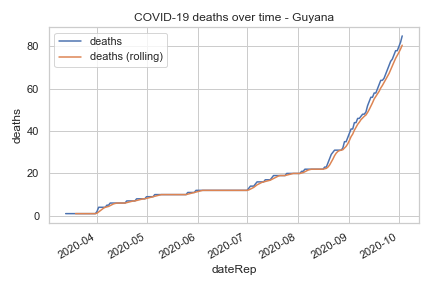 COVID-19 deaths over time - Guyana
deaths
deaths (rolling)
80
60
40
20
0
deaths
2020-04
2020-05
2020-06
2020-07
2020-08
2020-09
2020-10
dateRep